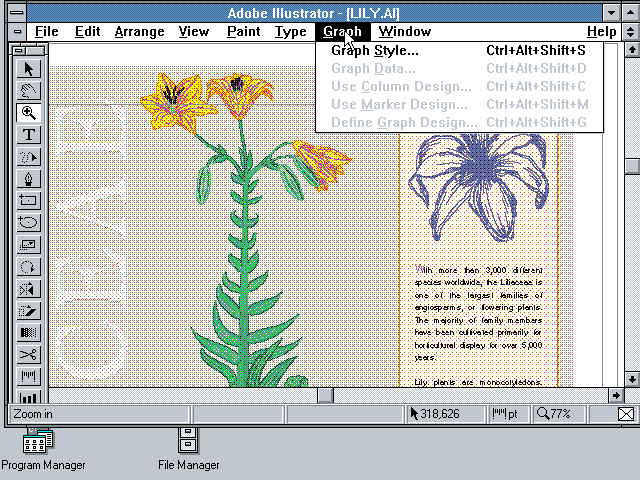 Adobe Illustrator - [LILY.AI]
File Edit Arrange View Paint Type Graph Window Help
Graph Style... Ctrl+Alt+Shift+S
Graph Data... Ctrl+Alt+Shift+D
Use Column Design... Ctrl+Alt+Shift+C
Use Marker Design... Ctrl+Alt+Shift+M
Define Graph Design... Ctrl+Alt+Shift+G
T
With more than 3,000 different
species worldwide, the Liliaceae is
one of the largest families of
angiosperms, or flowering plants.
The majority of family members
have been cultivated primarily for
horticultural display for over 5,000
years.
Lily plants are monocotyledons.
Zoom in 318,626 pt 77%
Program Manager File Manager